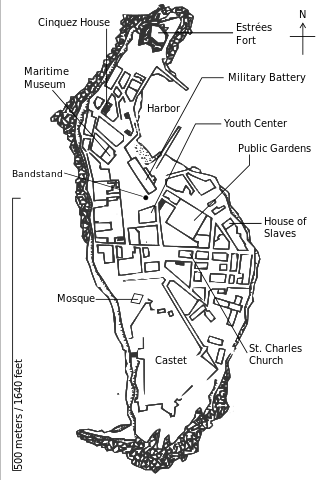 Cinquez House
Estrées
Fort
N
Maritime
Museum
Military Battery
Harbor
Youth Center
Public Gardens
Bandstand
House of
Slaves
Mosque
St. Charles
Church
Castet
500 meters / 1640 feet